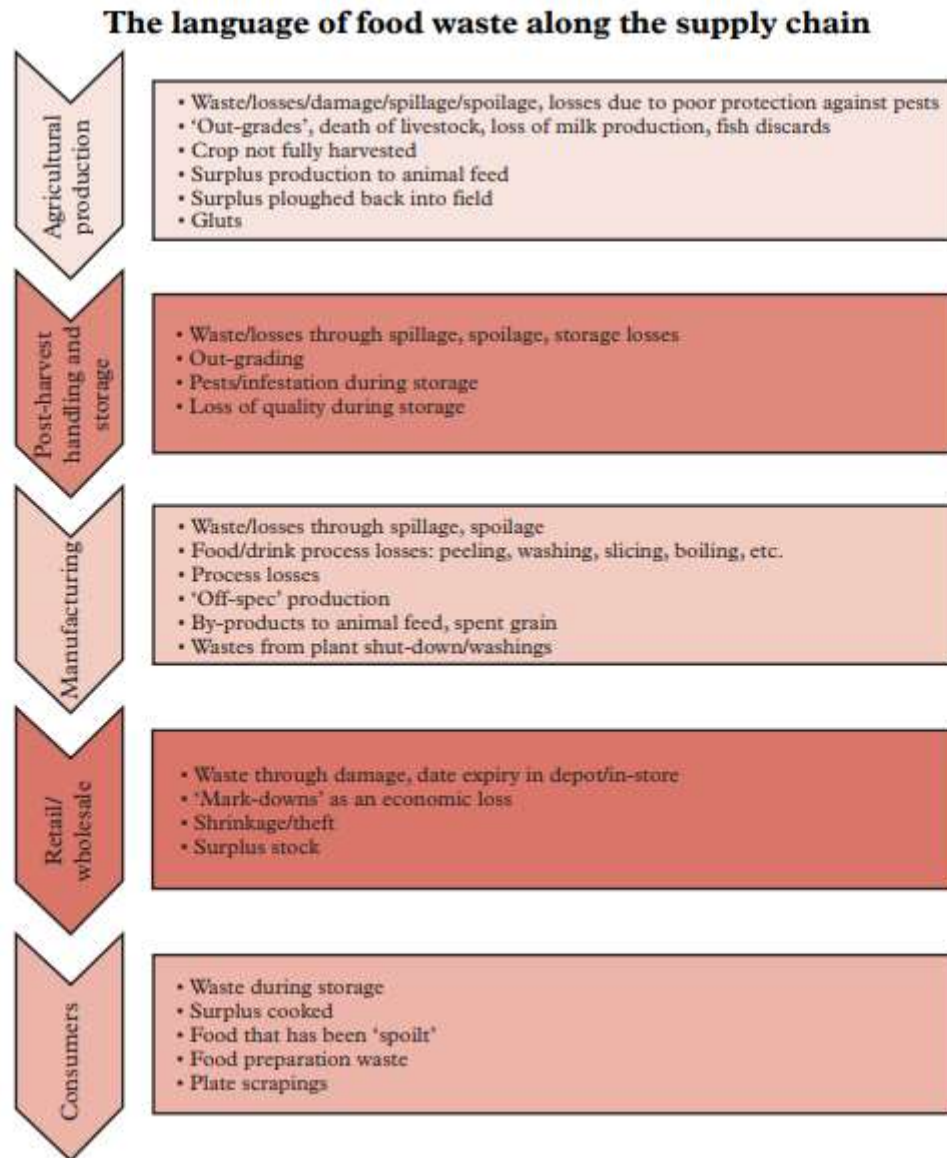 The language of food waste along the supply chain
Agricultural
production
• Waste/losses/damage/spillage/spoilage, losses due to poor protection against pests
• ‘Out-grades’, death of livestock, loss of milk production, fish discards
• Crop not fully harvested
• Surplus production to animal feed
• Surplus ploughed back into field
• Gluts
Post-harvest
handling and
storage
• Waste/losses through spillage, spoilage, storage losses
• Out-grading
• Pests/infestation during storage
• Loss of quality during storage
Manufacturing
• Waste/losses through spillage, spoilage
• Food/drink process losses: peeling, washing, slicing, boiling, etc.
• Process losses
• ‘Off-spec’ production
• By-products to animal feed, spent grain
• Wastes from plant shut-down/washings
Retail/
wholesale
• Waste through damage, date expiry in depot/in-store
• ‘Mark-downs’ as an economic loss
• Shrinkage/theft
• Surplus stock
Consumers
• Waste during storage
• Surplus cooked
• Food that has been ‘spoilt’
• Food preparation waste
• Plate scrapings